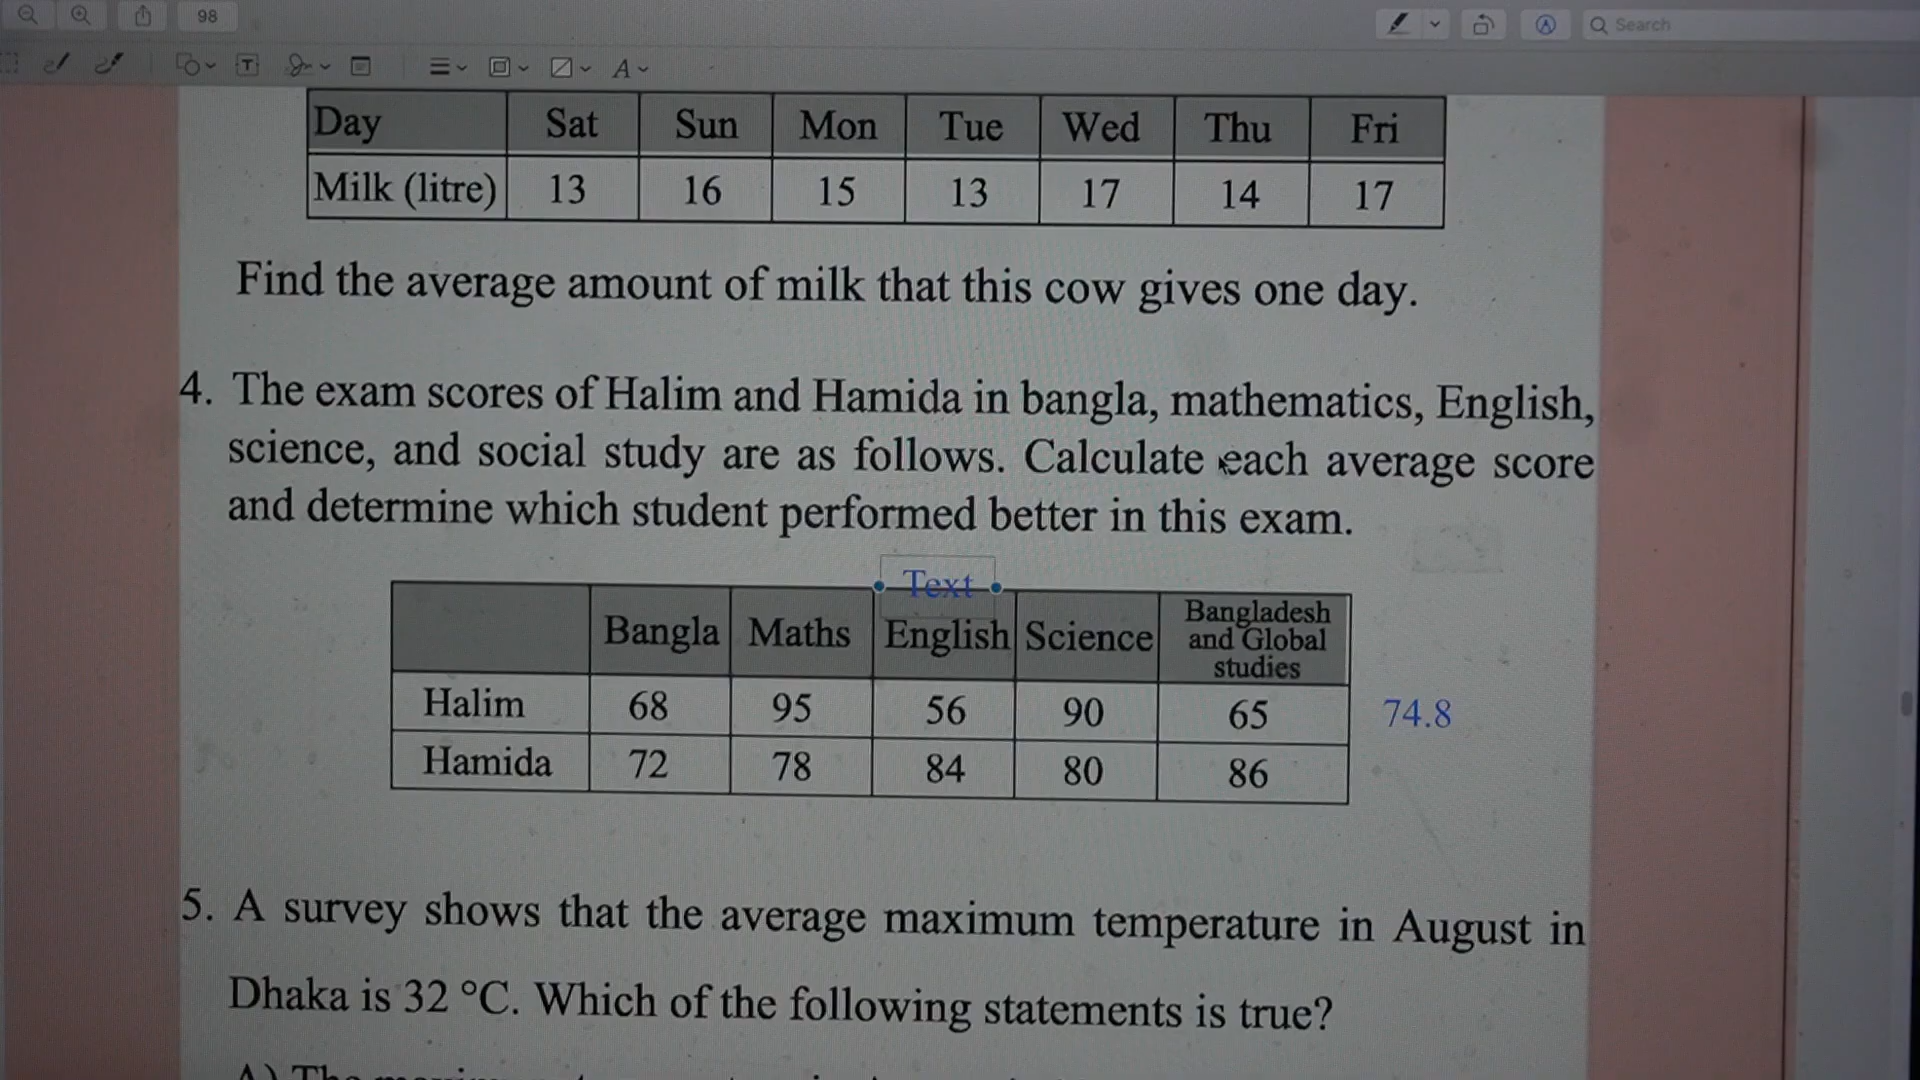 98
Search
Day Sat Sun Mon Tue Wed Thu Fri
Milk (litre) 13 16 15 13 17 14 17
Find the average amount of milk that this cow gives one day.
4. The exam scores of Halim and Hamida in bangla, mathematics, English,
science, and social study are as follows. Calculate each average score
and determine which student performed better in this exam.
Text
Bangla Maths English Science Bangladesh
and Global
studies
Halim 68 95 56 90 65 74.8
Hamida 72 78 84 80 86
5. A survey shows that the average maximum temperature in August in
Dhaka is 32 °C. Which of the following statements is true?
A) The